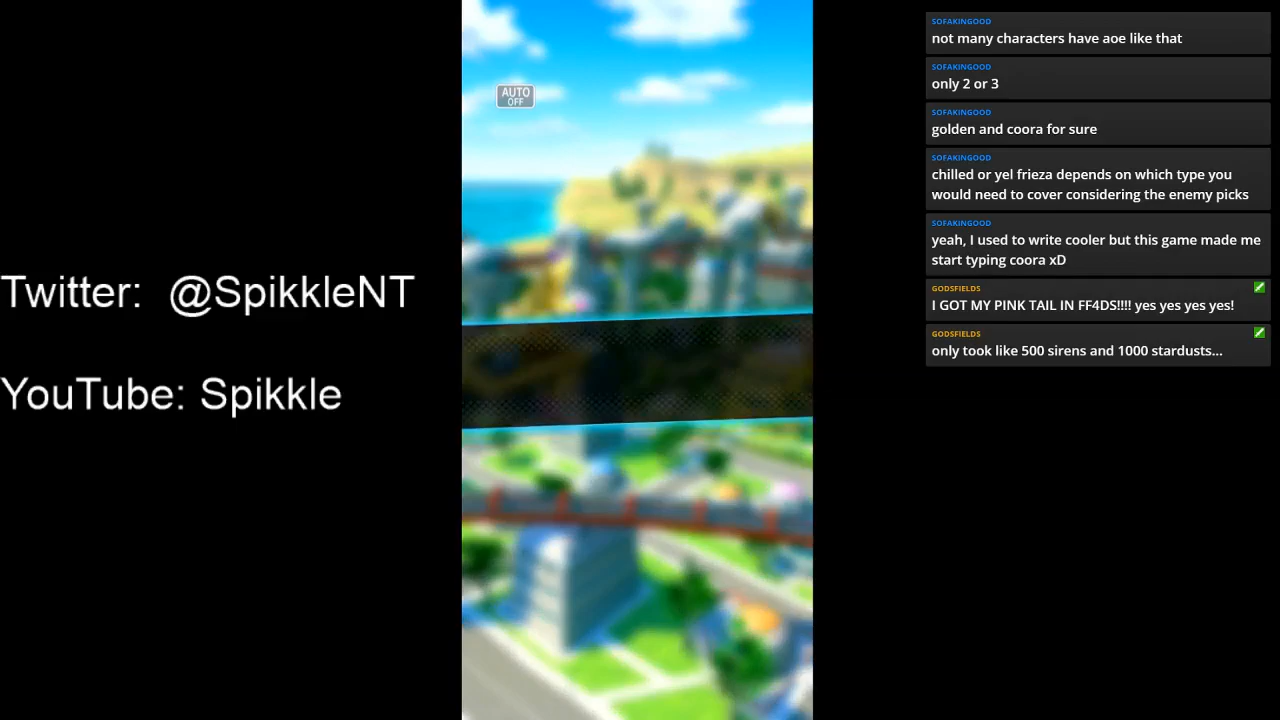 Twitter:  @SpikkleNT
YouTube: Spikkle
AUTO
OFF
SOFAKINGOOD
not many characters have aoe like that
SOFAKINGOOD
only 2 or 3
SOFAKINGOOD
golden and coora for sure
SOFAKINGOOD
chilled or yel frieza depends on which type you
would need to cover considering the enemy picks
SOFAKINGOOD
yeah, I used to write cooler but this game made me
start typing coora xD
GODSFIELDS
I GOT MY PINK TAIL IN FF4DS!!!! yes yes yes yes!
GODSFIELDS
only took like 500 sirens and 1000 stardusts...